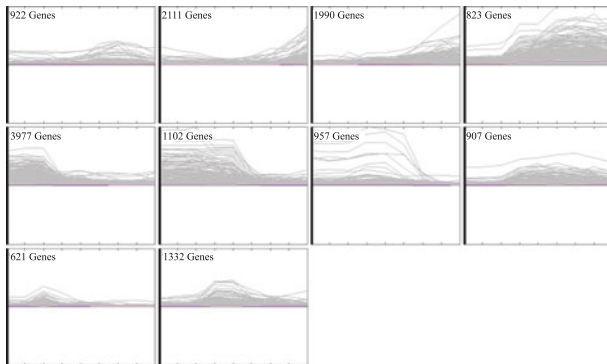 922 Genes
2111 Genes
1990 Genes
823 Genes
3977 Genes
1102 Genes
957 Genes
907 Genes
621 Genes
1332 Genes